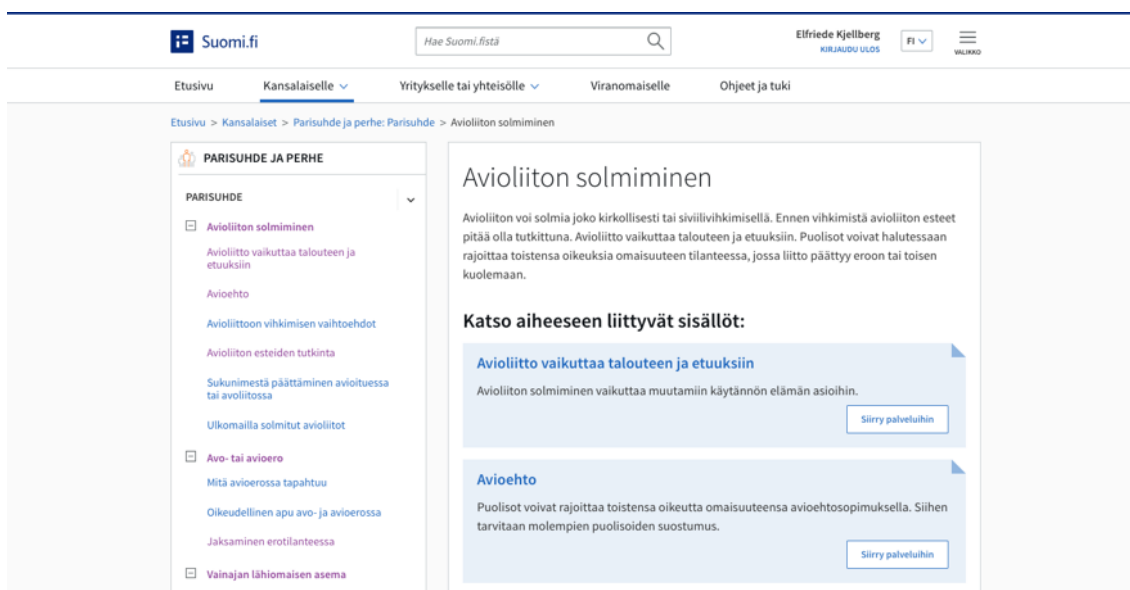 Suomi.fi
Hae Suomi.fistä
Elfriede Kjellberg
KIRJAUDU ULOS
FI
VALIKKO
Etusivu
Kansalaiselle
Yritykselle tai yhteisölle
Viranomaiselle
Ohjeet ja tuki
Etusivu > Kansalaiset > Parisuhde ja perhe: Parisuhde > Avioliiton solmiminen
PARISUHDE JA PERHE
PARISUHDE
Avioliiton solmiminen
Avioliitto vaikuttaa talouteen ja
etuuksiin
Avioehto
Avioliittoon vihkimisen vaihtoehdot
Avioliiton esteiden tutkinta
Sukunimestä päättäminen avioituessa
tai avoliitossa
Ulkomailla solmitut avioliitot
Avo- tai avioero
Mitä avioerossa tapahtuu
Oikeudellinen apu avo- ja avioerossa
Jaksaminen erotilanteessa
Vainajan lähiomaisen asema
Avioliiton solmiminen
Avioliiton voi solmia joko kirkollisesti tai siviilivihkimisellä. Ennen vihkimistä avioliiton esteet
pitää olla tutkittuna. Avioliitto vaikuttaa talouteen ja etuuksiin. Puolisot voivat halutessaan
rajoittaa toistensa oikeuksia omaisuuteen tilanteessa, jossa liitto päättyy eroon tai toisen
kuolemaan.
Katso aiheeseen liittyvät sisällöt:
Avioliitto vaikuttaa talouteen ja etuuksiin
Avioliiton solmiminen vaikuttaa muutamiin käytännön elämän asioihin.
Siirry palveluihin
Avioehto
Puolisot voivat rajoittaa toistensa oikeutta omaisuuteensa avioehtosopimuksella. Siihen
tarvitaan molempien puolisoiden suostumus.
Siirry palveluihin